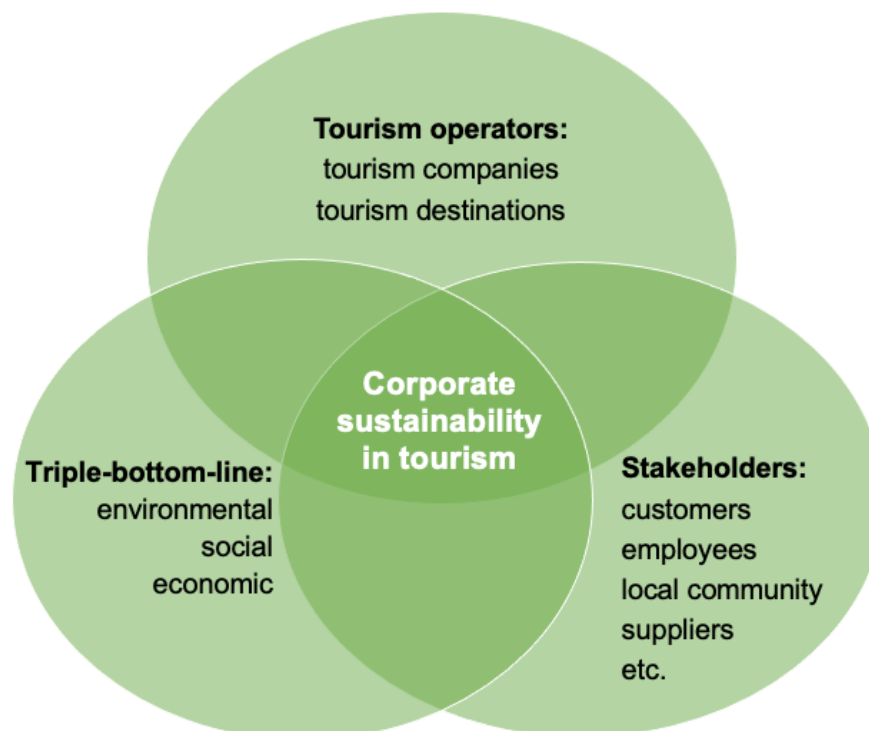 Tourism operators:
tourism companies
tourism destinations
Corporate
sustainability
in tourism
Triple-bottom-line:
environmental
social
economic
Stakeholders:
customers
employees
local community
suppliers
etc.